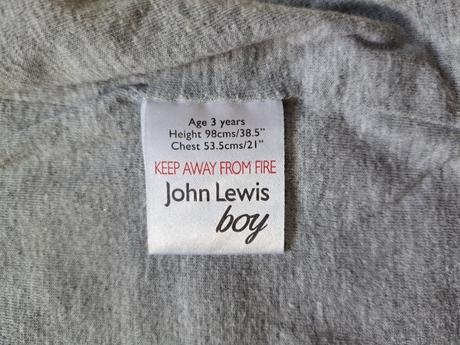 Age 3 years
Height 98cms/38.5”
Chest 53.5cms/21”
KEEP AWAY FROM FIRE
John Lewis
boy